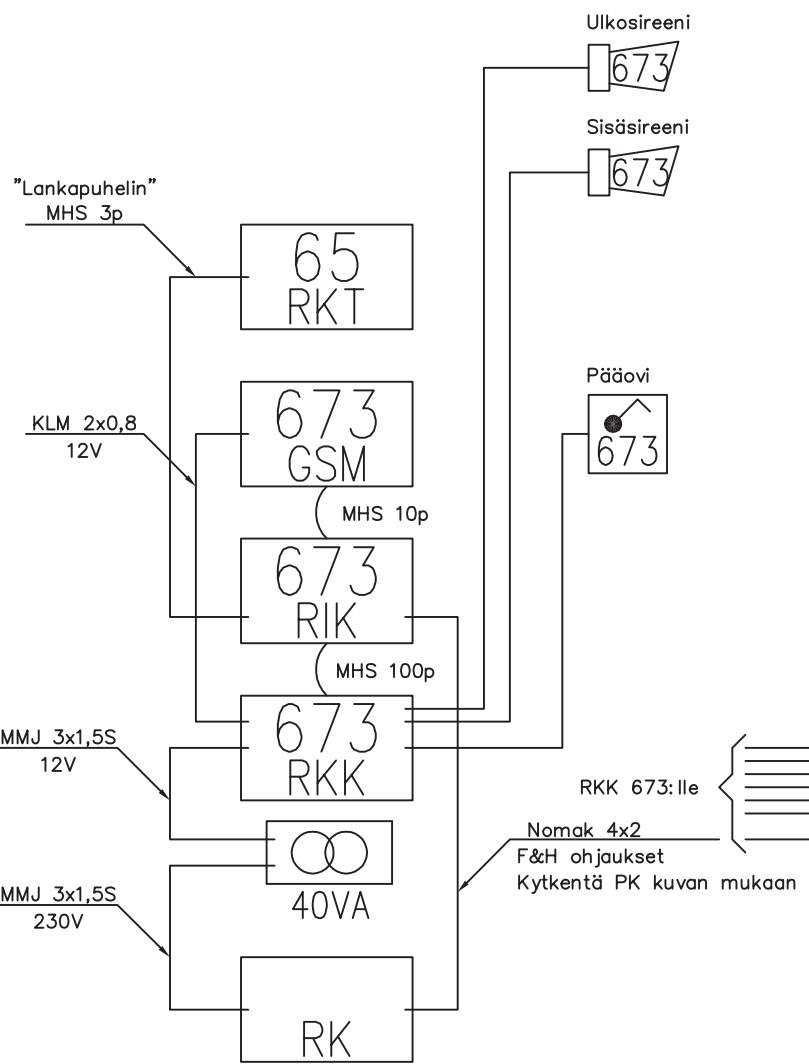 Ulkosireeni
673
Sisäsireeni
673
"Lankapuhelin"
MHS 3p
65
RKT
Pääovi
673
KLM 2x0,8
12V
673
GSM
MHS 10p
673
RIK
MHS 100p
673
RKK
MMJ 3x1,5S
12V
RKK 673:lle
Nomak 4x2
F&H ohjaukset
Kytkentä PK kuvan mukaan
40VA
MMJ 3x1,5S
230V
RK